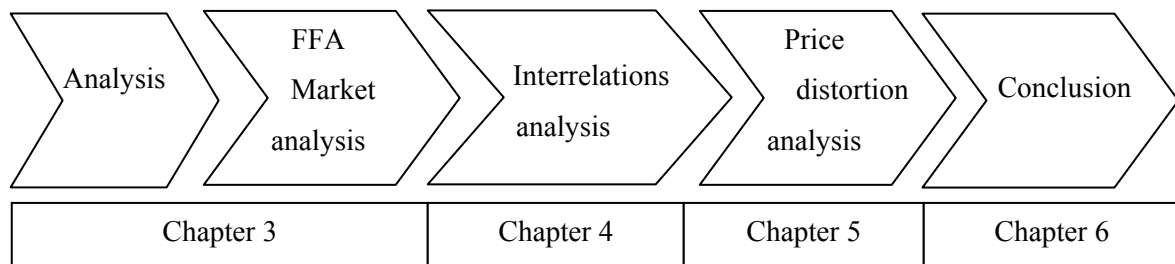 Analysis
FFA
Market
analysis
Interrelations
analysis
Price
distortion
analysis
Conclusion
Chapter 3
Chapter 4
Chapter 5
Chapter 6